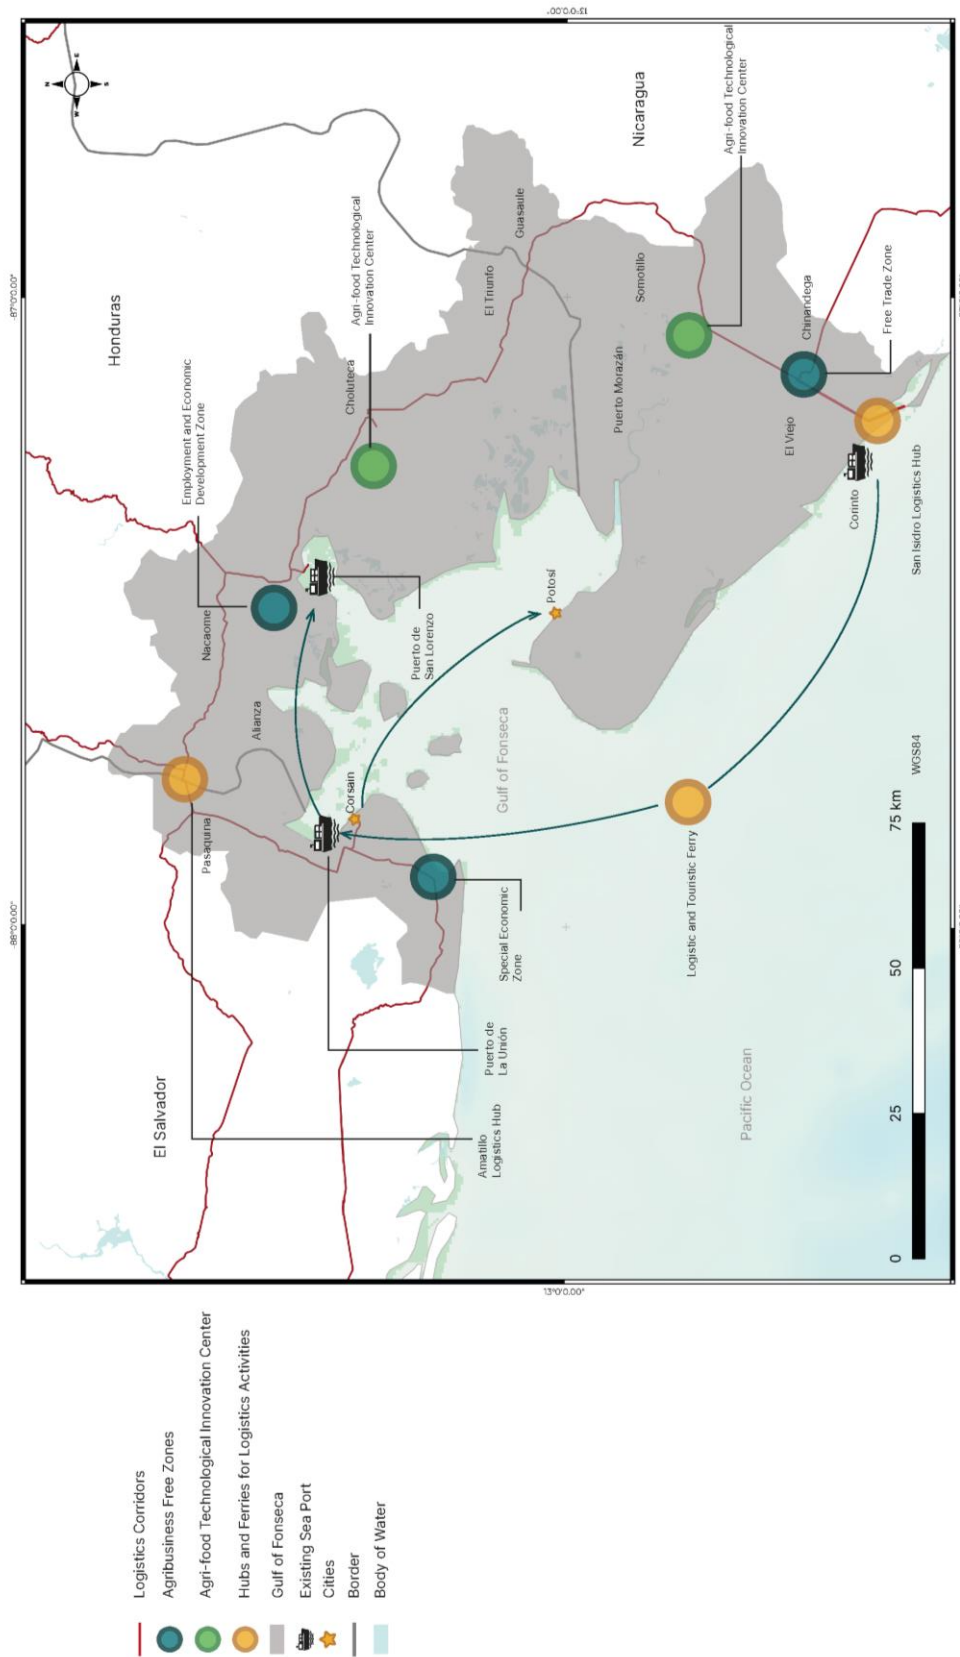 Logistics Corridors
Agribusiness Free Zones
Agri-food Technological Innovation Center
Hubs and Ferries for Logistics Activities
Gulf of Fonseca
Existing Sea Port
Cities
Border
Body of Water
-88°0'0.00"
-87°0'0.00"
13°0'0.00"
13°0'0.00"
N
E
S
W
Honduras
El Salvador
Nicaragua
Employment and Economic
Development Zone
Agri-food Technological
Innovation Center
Agri-food Technological
Innovation Center
Nacaome
Choluteca
El Triunfo
Guasaule
Somotillo
Puerto Morazán
Chinandega
Free Trade Zone
El Viejo
Corinto
San Isidro Logistics Hub
Pasaquina
Alianza
Corsain
Potosí
Puerto de
San Lorenzo
Gulf of Fonseca
Special Economic
Zone
Puerto de
La Unión
Amatillo
Logistics Hub
Logistic and Touristic Ferry
Pacific Ocean
0
25
50
75 km
WGS84